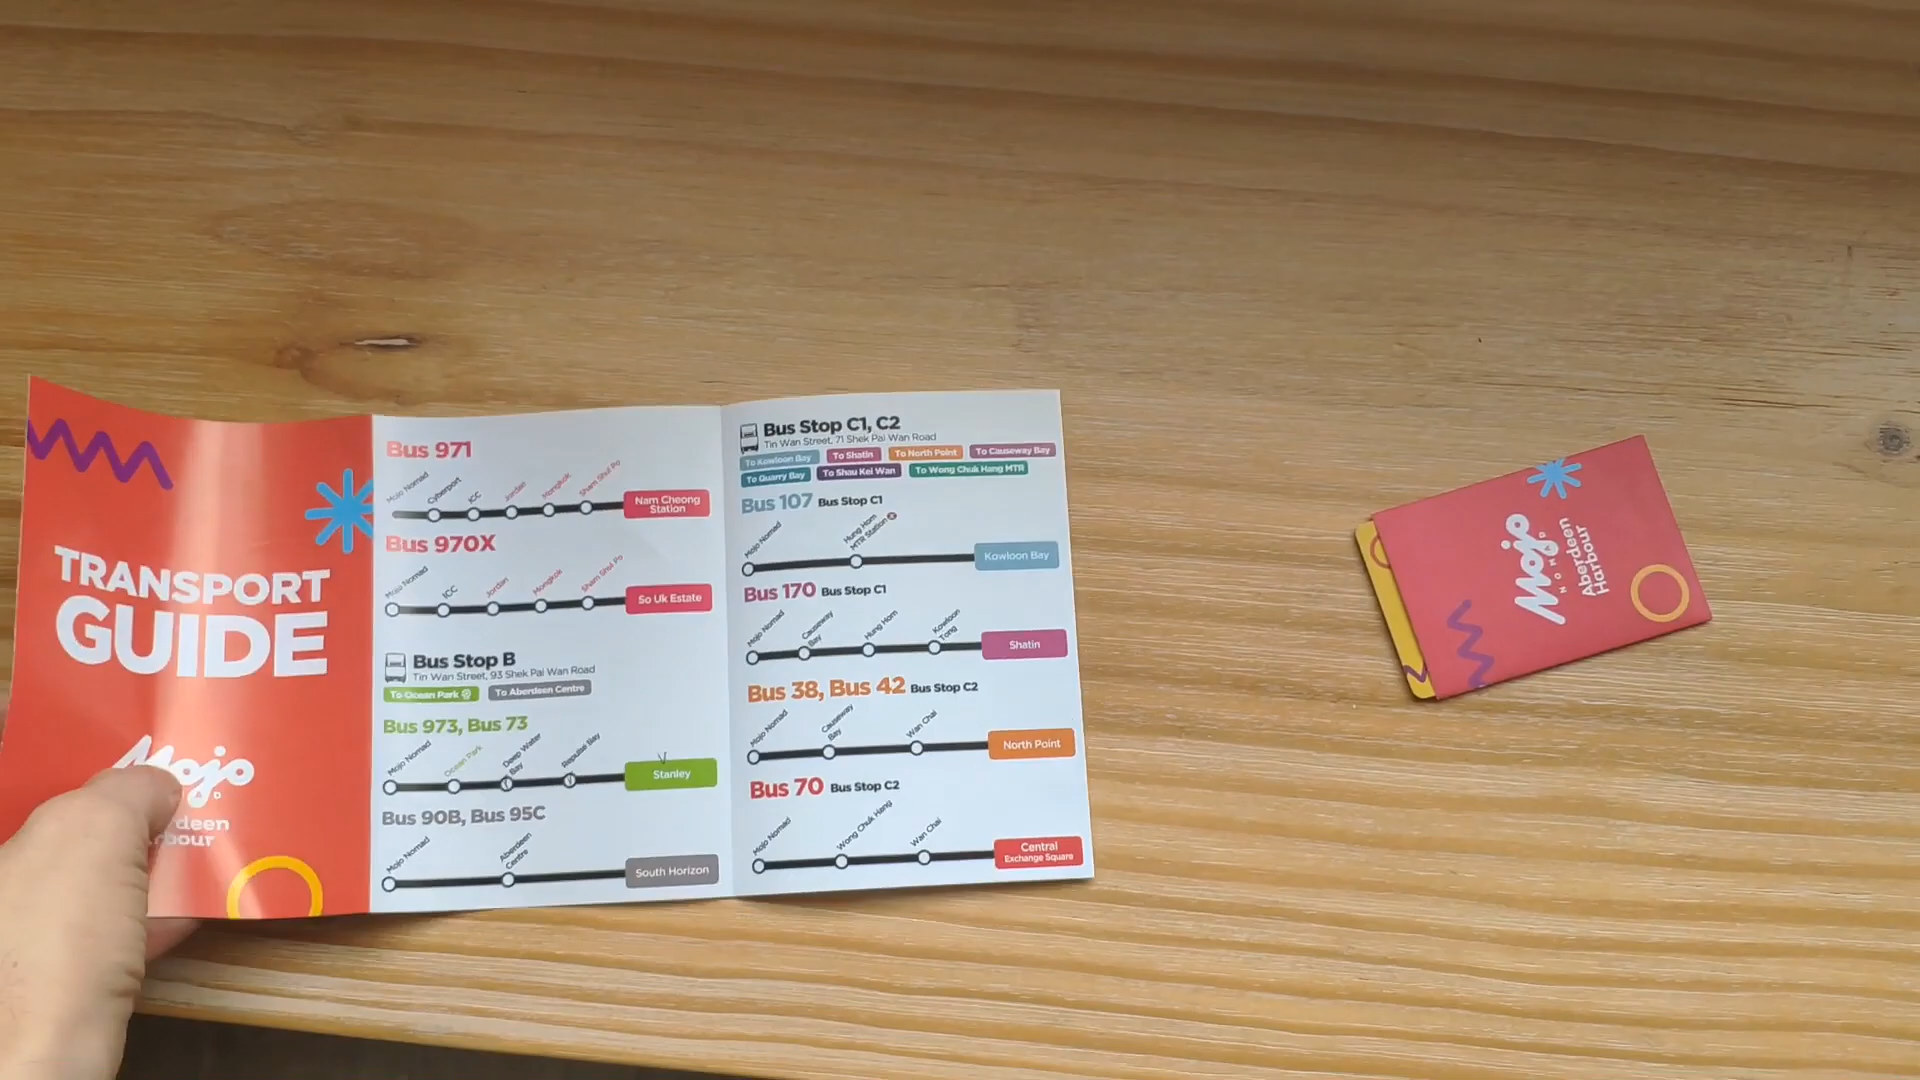 TRANSPORT
GUIDE
Mojo
deen
rbour
Bus 971
Mojo Nomad
Cyberport
ICC
Jordan
Mongkok
Sham Shui Po
Nam Cheong
Station
Bus 970X
Mojo Nomad
ICC
Jordan
Mongkok
Sham Shui Po
So Uk Estate
Bus Stop B
Tin Wan Street, 93 Shek Pai Wan Road
To Ocean Park
To Aberdeen Centre
Bus 973, Bus 73
Mojo Nomad
Ocean Park
Deep Water
Bay
Repulse Bay
Stanley
Bus 90B, Bus 95C
Mojo Nomad
Aberdeen
Centre
South Horizon
Bus Stop C1, C2
Tin Wan Street, 71 Shek Pai Wan Road
To Kowloon Bay
To Shatin
To North Point
To Causeway Bay
To Quarry Bay
To Shau Kei Wan
To Wong Chuk Hang MTR
Bus 107 Bus Stop C1
Mojo Nomad
Hung Hom
MTR Station
Kowloon Bay
Bus 170 Bus Stop C1
Mojo Nomad
Causeway
Bay
Hung Hom
Kowloon
Tong
Shatin
Bus 38, Bus 42 Bus Stop C2
Mojo Nomad
Causeway
Bay
Wan Chai
North Point
Bus 70 Bus Stop C2
Mojo Nomad
Wong Chuk Hang
Wan Chai
Central
Exchange Square
Mojo
NOMAD
Aberdeen
Harbour